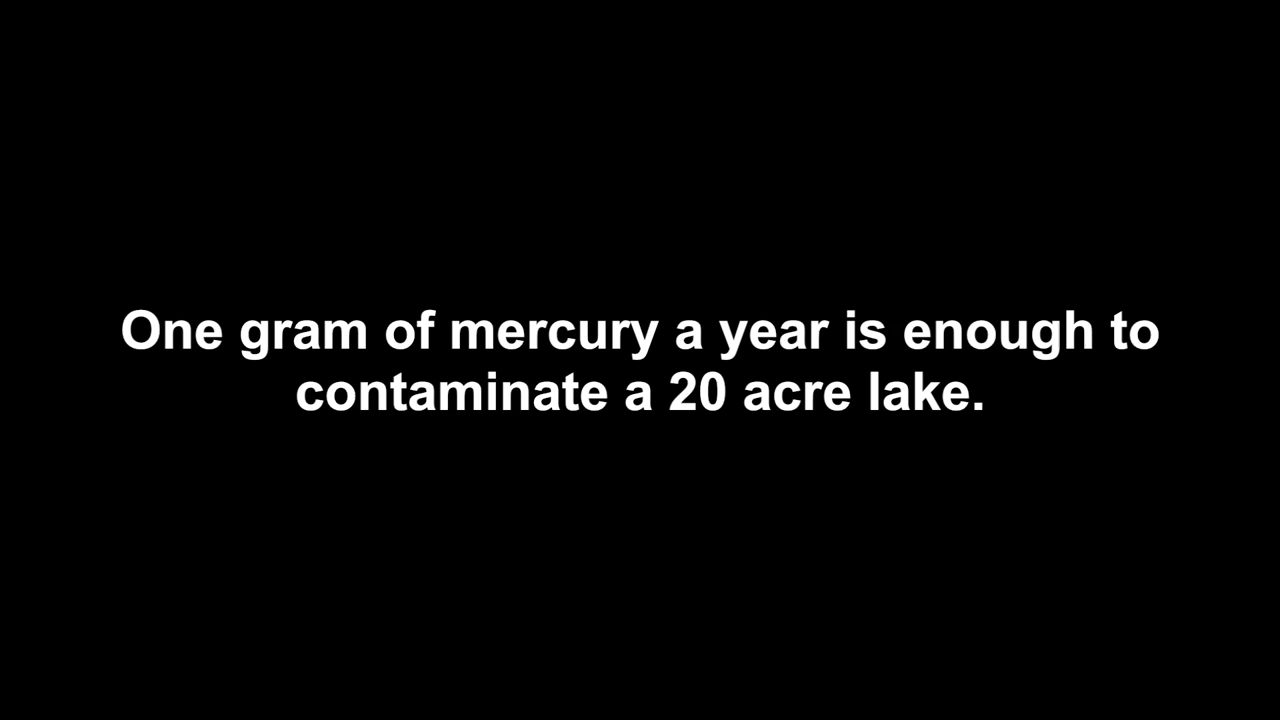 One gram of mercury a year is enough to
contaminate a 20 acre lake.